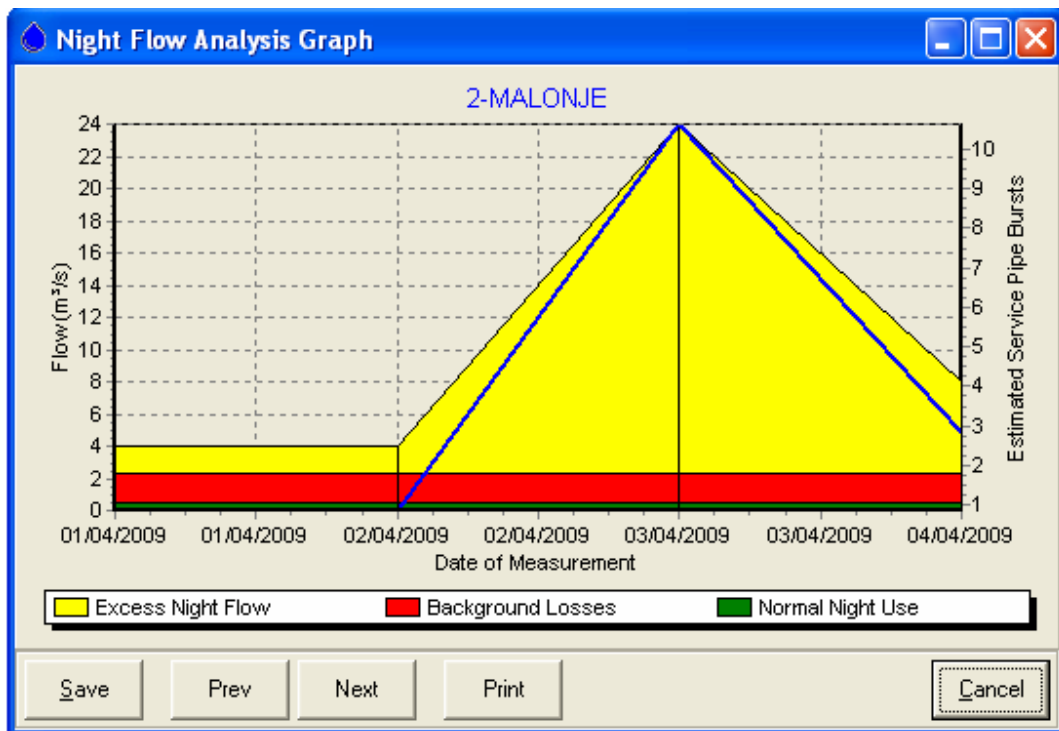 Night Flow Analysis Graph
2-MALONJE
24
22
20
18
16
14
12
10
8
6
4
2
0
Flow (m³/s)
10
9
8
7
6
5
4
3
2
1
Estimated Service Pipe Bursts
01/04/2009 01/04/2009 02/04/2009 02/04/2009 03/04/2009 03/04/2009 04/04/2009
Date of Measurement
Excess Night Flow Background Losses Normal Night Use
Save Prev Next Print Cancel